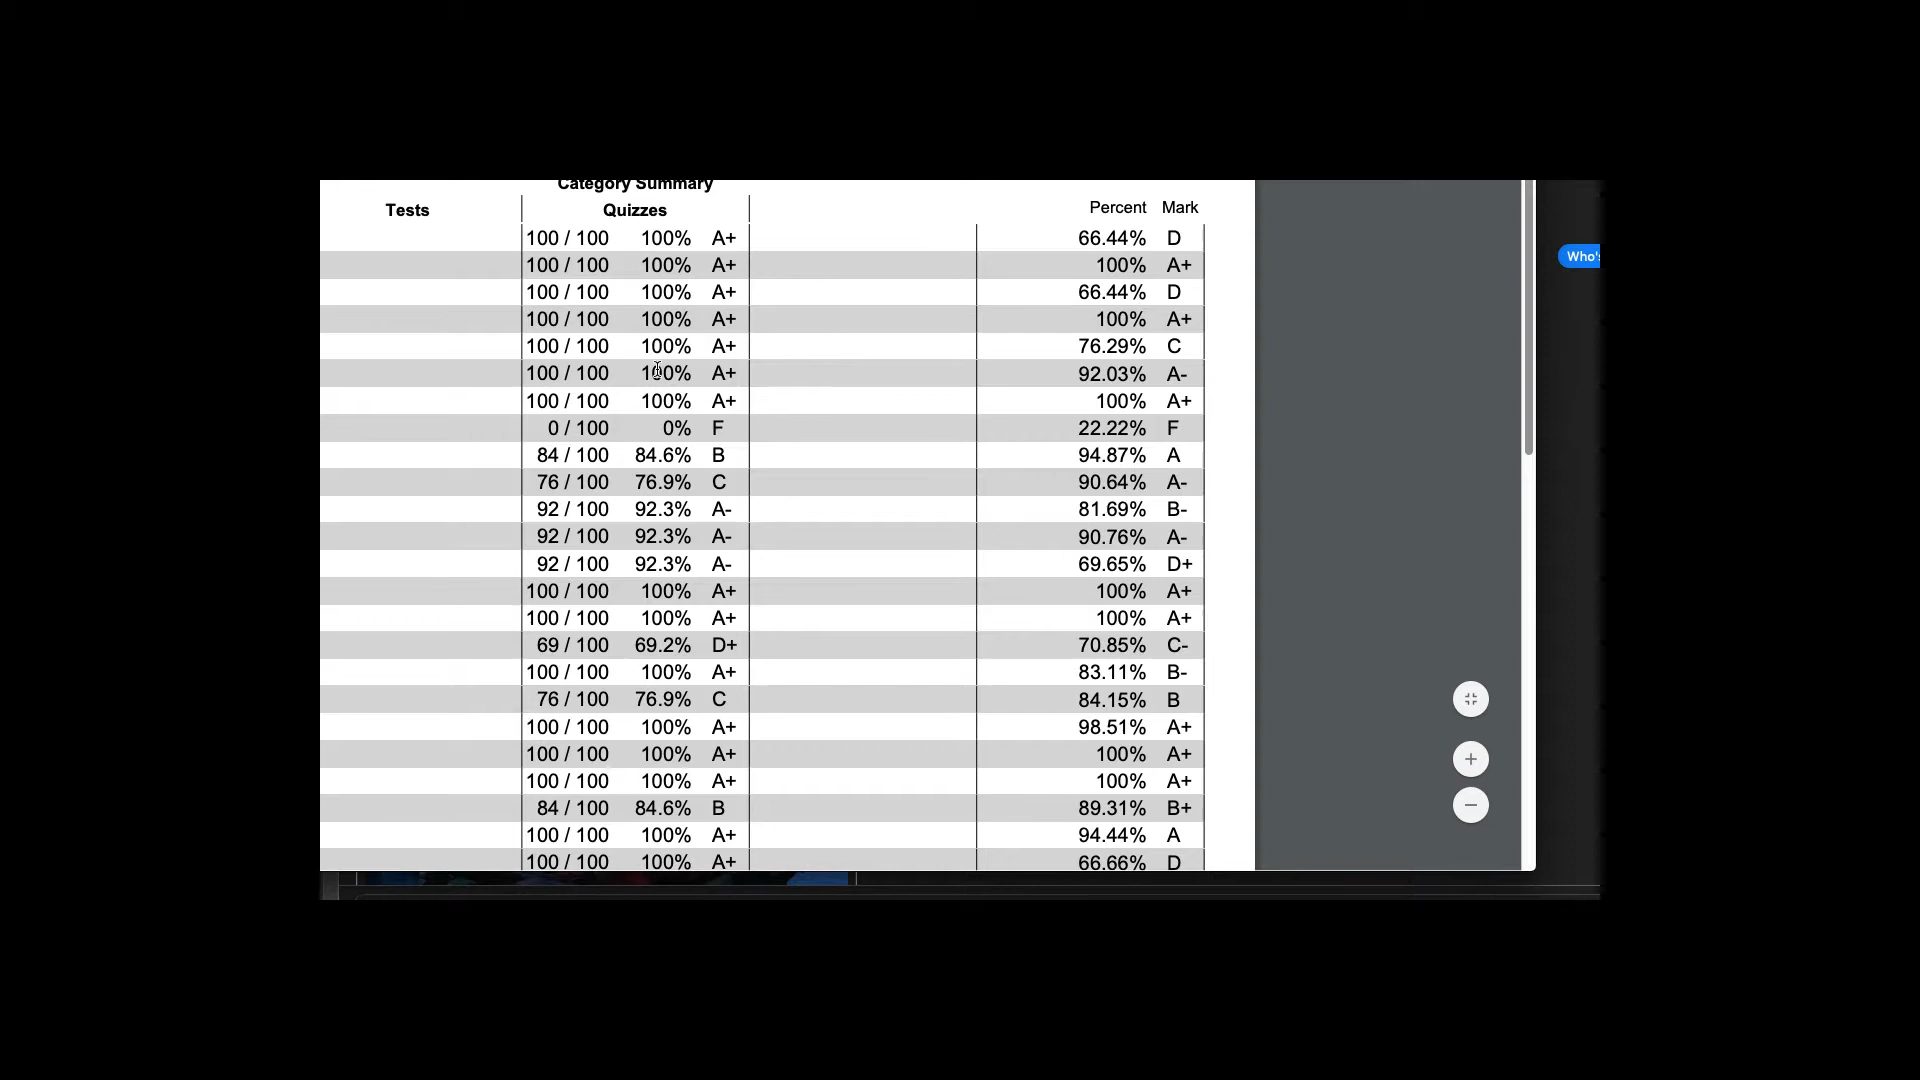 Category Summary
Tests Quizzes Percent Mark
100 / 100 100% A+ 66.44% D
100 / 100 100% A+ 100% A+
100 / 100 100% A+ 66.44% D
100 / 100 100% A+ 100% A+
100 / 100 100% A+ 76.29% C
100 / 100 100% A+ 92.03% A-
100 / 100 100% A+ 100% A+
0 / 100 0% F 22.22% F
84 / 100 84.6% B 94.87% A
76 / 100 76.9% C 90.64% A-
92 / 100 92.3% A- 81.69% B-
92 / 100 92.3% A- 90.76% A-
92 / 100 92.3% A- 69.65% D+
100 / 100 100% A+ 100% A+
100 / 100 100% A+ 100% A+
69 / 100 69.2% D+ 70.85% C-
100 / 100 100% A+ 83.11% B-
76 / 100 76.9% C 84.15% B
100 / 100 100% A+ 98.51% A+
100 / 100 100% A+ 100% A+
100 / 100 100% A+ 100% A+
84 / 100 84.6% B 89.31% B+
100 / 100 100% A+ 94.44% A
100 / 100 100% A+ 66.66% D